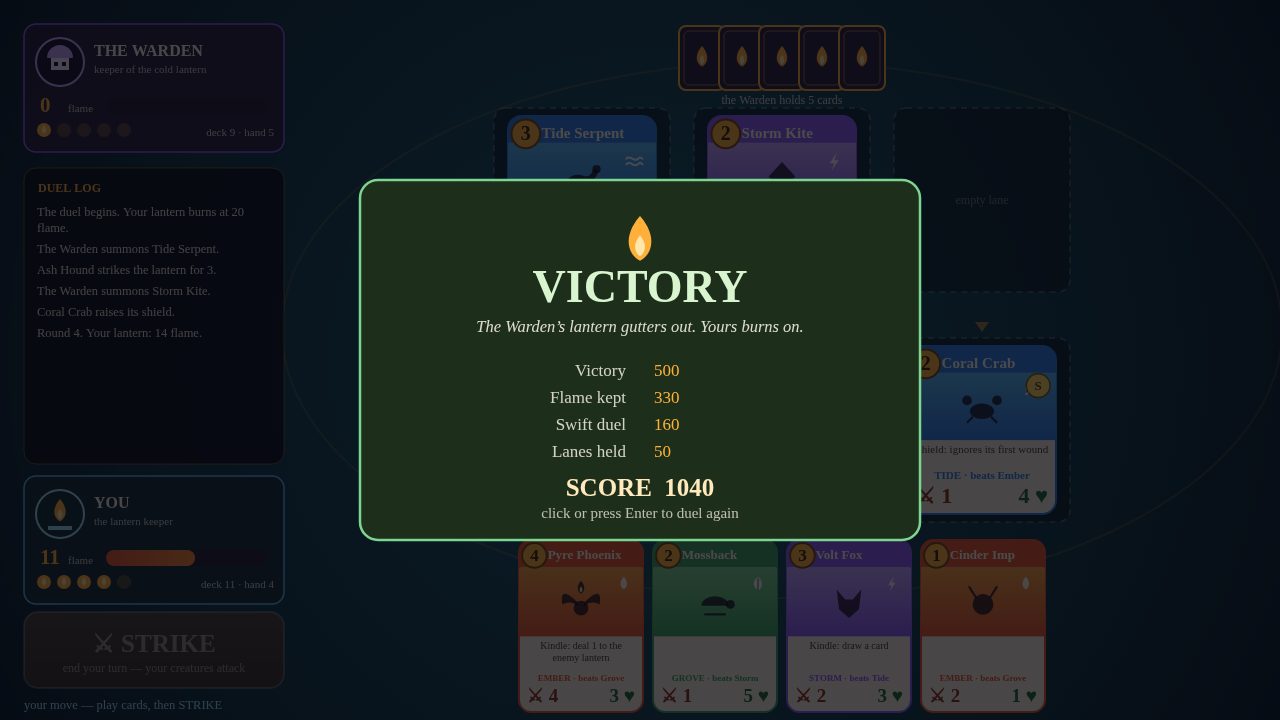 THE WARDEN
keeper of the cold lantern
0 flame
deck 9 · hand 5
the Warden holds 5 cards
3 Tide Serpent
2 Storm Kite
empty lane
DUEL LOG
The duel begins. Your lantern burns at 20
flame.
The Warden summons Tide Serpent.
Ash Hound strikes the lantern for 3.
The Warden summons Storm Kite.
Coral Crab raises its shield.
Round 4. Your lantern: 14 flame.
VICTORY
The Warden’s lantern gutters out. Yours burns on.
Victory 500
Flame kept 330
Swift duel 160
Lanes held 50
SCORE 1040
click or press Enter to duel again
2 Coral Crab
S
hield: ignores its first wound
TIDE · beats Ember
⚔ 1 4 ♥
YOU
the lantern keeper
11 flame
deck 11 · hand 4
⚔ STRIKE
end your turn — your creatures attack
your move — play cards, then STRIKE
4 Pyre Phoenix
Kindle: deal 1 to the
enemy lantern
EMBER · beats Grove
⚔ 4 3 ♥
2 Mossback
GROVE · beats Storm
⚔ 1 5 ♥
3 Volt Fox
Kindle: draw a card
STORM · beats Tide
⚔ 2 3 ♥
1 Cinder Imp
EMBER · beats Grove
⚔ 2 1 ♥